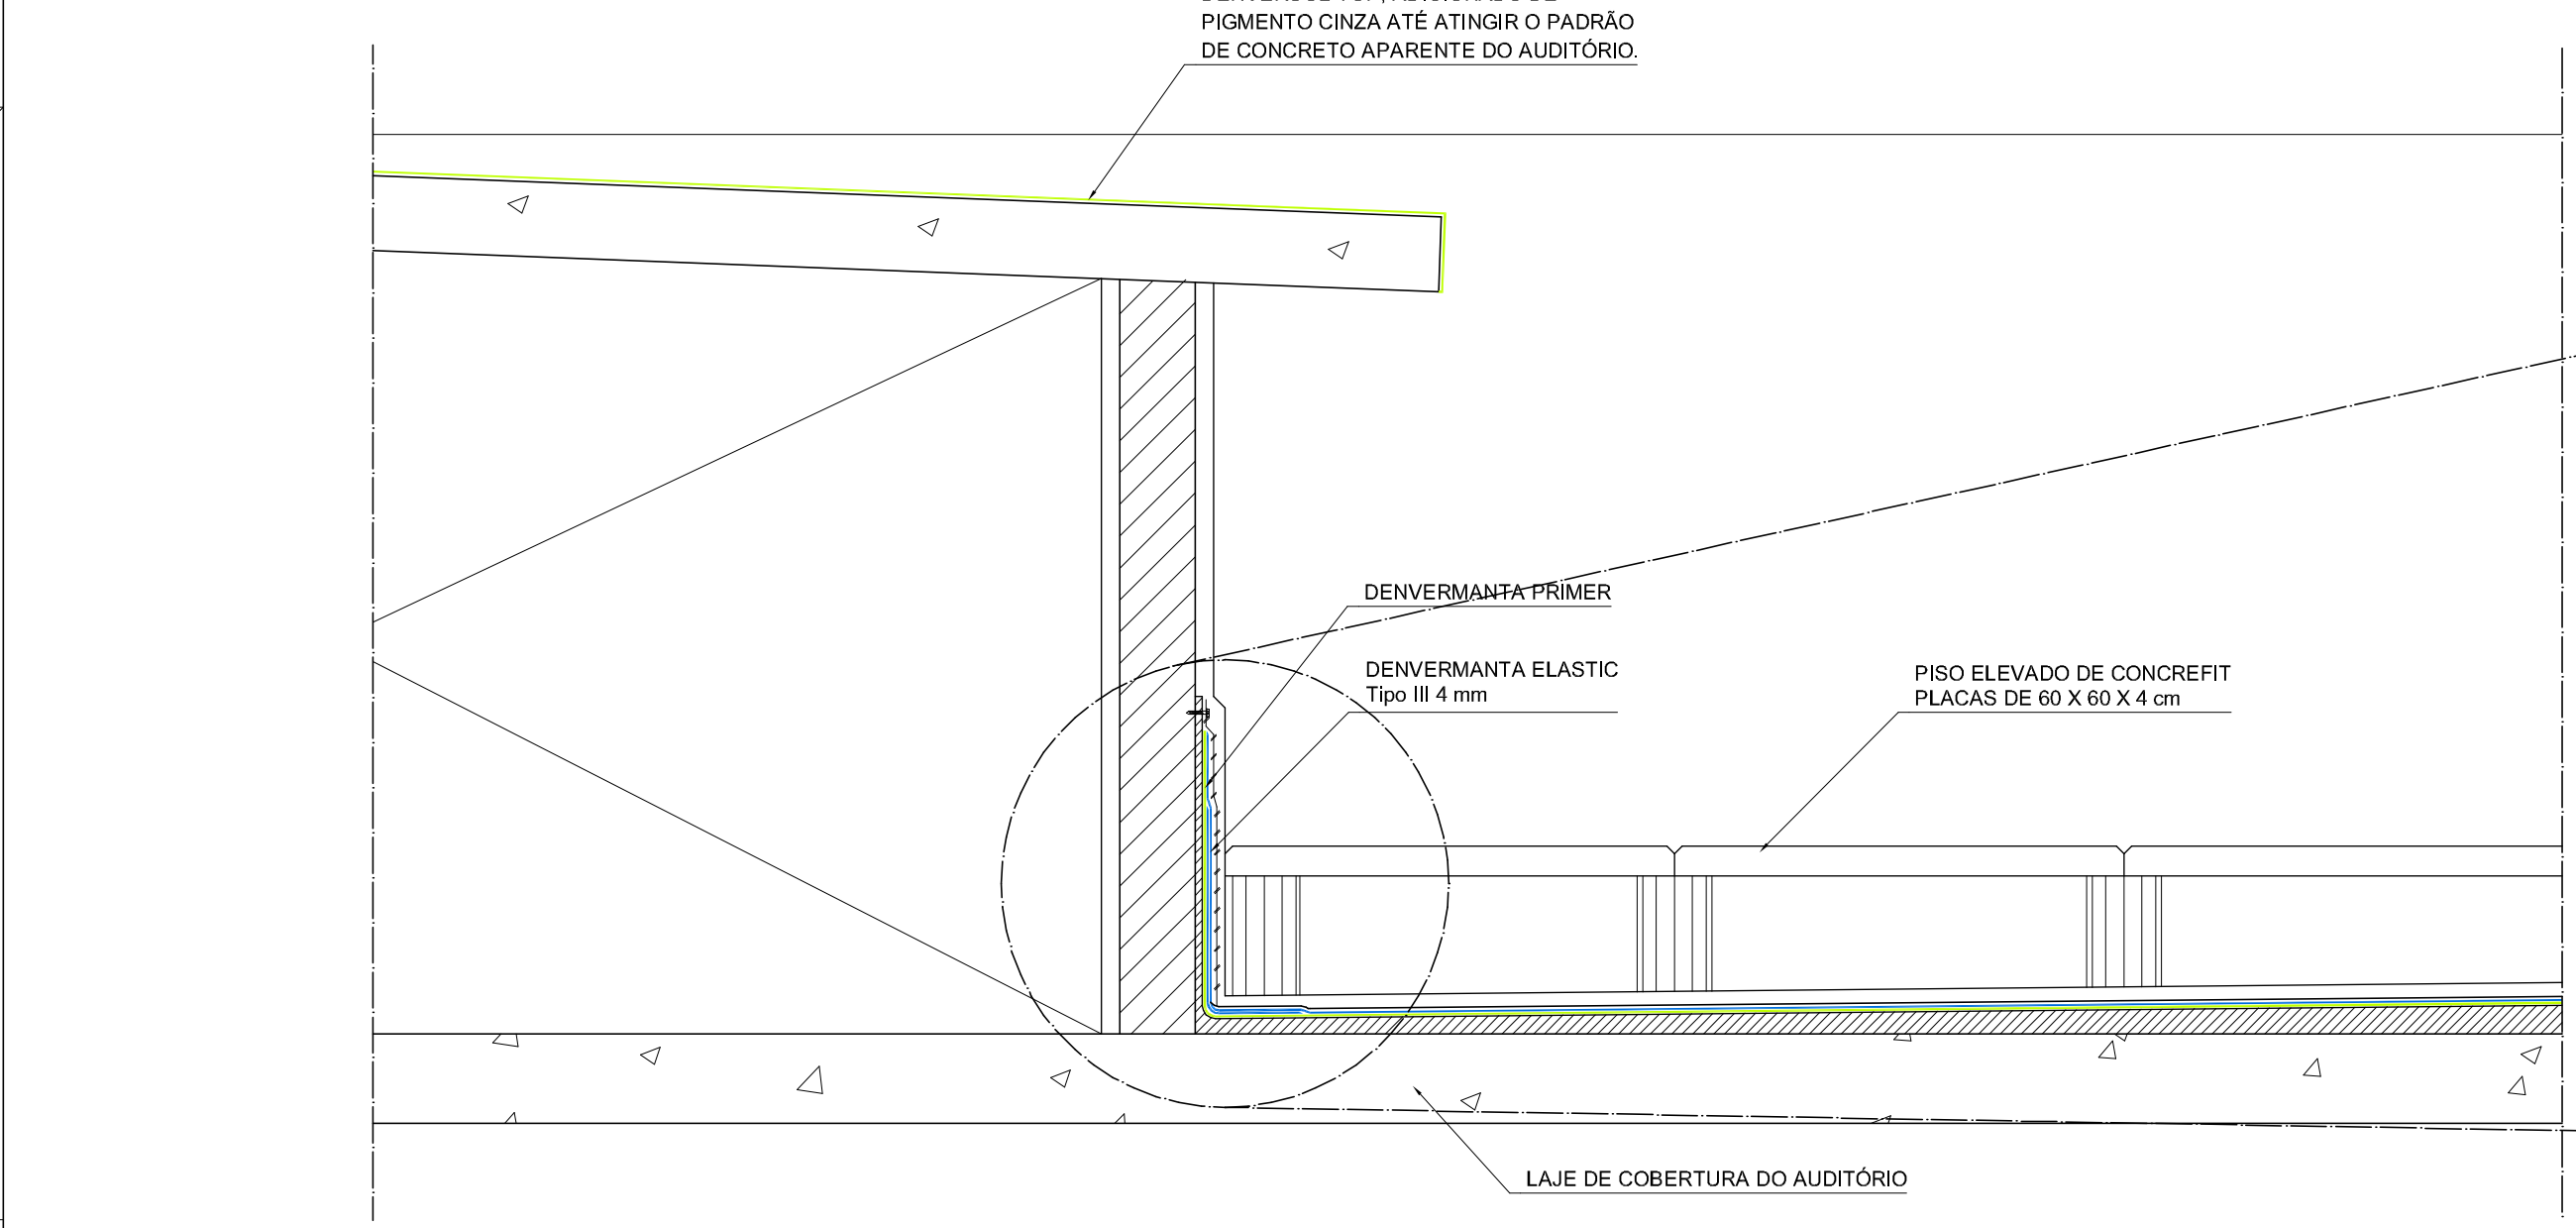 PIGMENTO CINZA ATÉ ATINGIR O PADRÃO
DE CONCRETO APARENTE DO AUDITÓRIO.
DENVERMANTA PRIMER
DENVERMANTA ELASTIC
Tipo III 4 mm
PISO ELEVADO DE CONCREFIT
PLACAS DE 60 X 60 X 4 cm
LAJE DE COBERTURA DO AUDITÓRIO